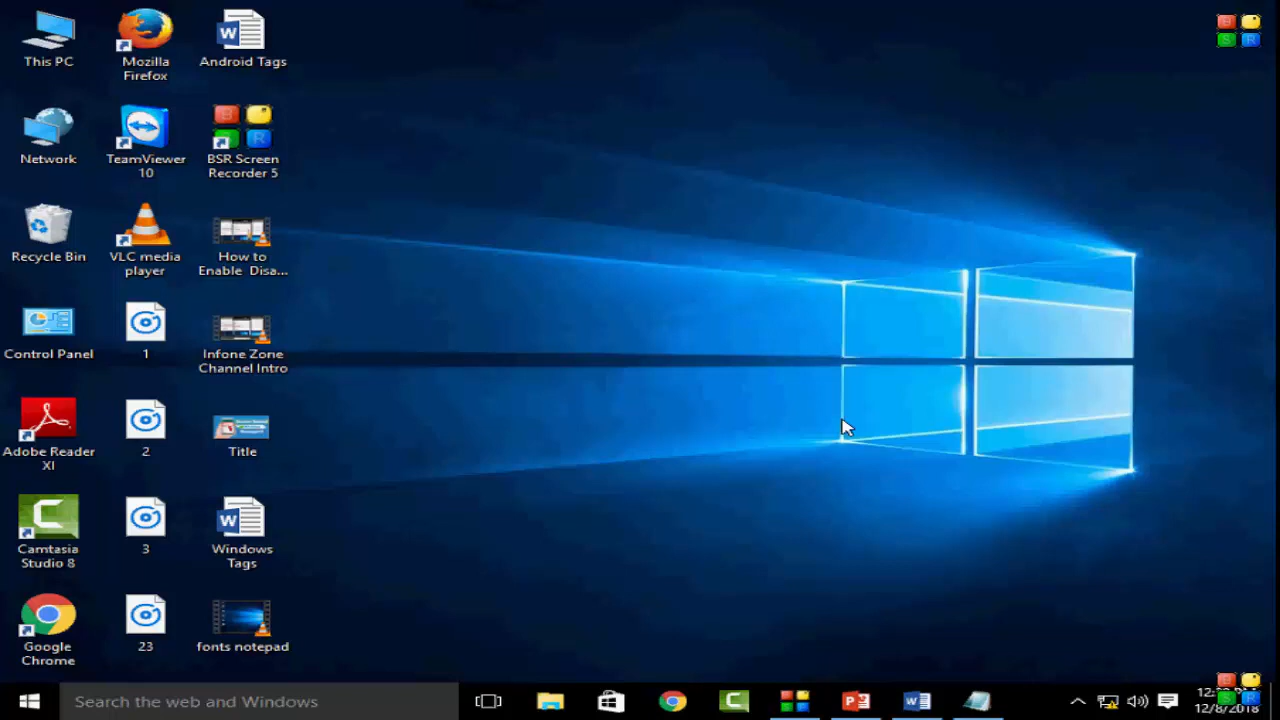 This PC
Mozilla
Firefox
Android Tags
Network
TeamViewer
10
BSR Screen
Recorder 5
Recycle Bin
VLC media
player
How to
Enable Disa...
Control Panel
1
Infone Zone
Channel Intro
Adobe Reader
XI
2
Title
Camtasia
Studio 8
3
Windows
Tags
Google
Chrome
23
fonts notepad
Search the web and Windows
12/8/2018